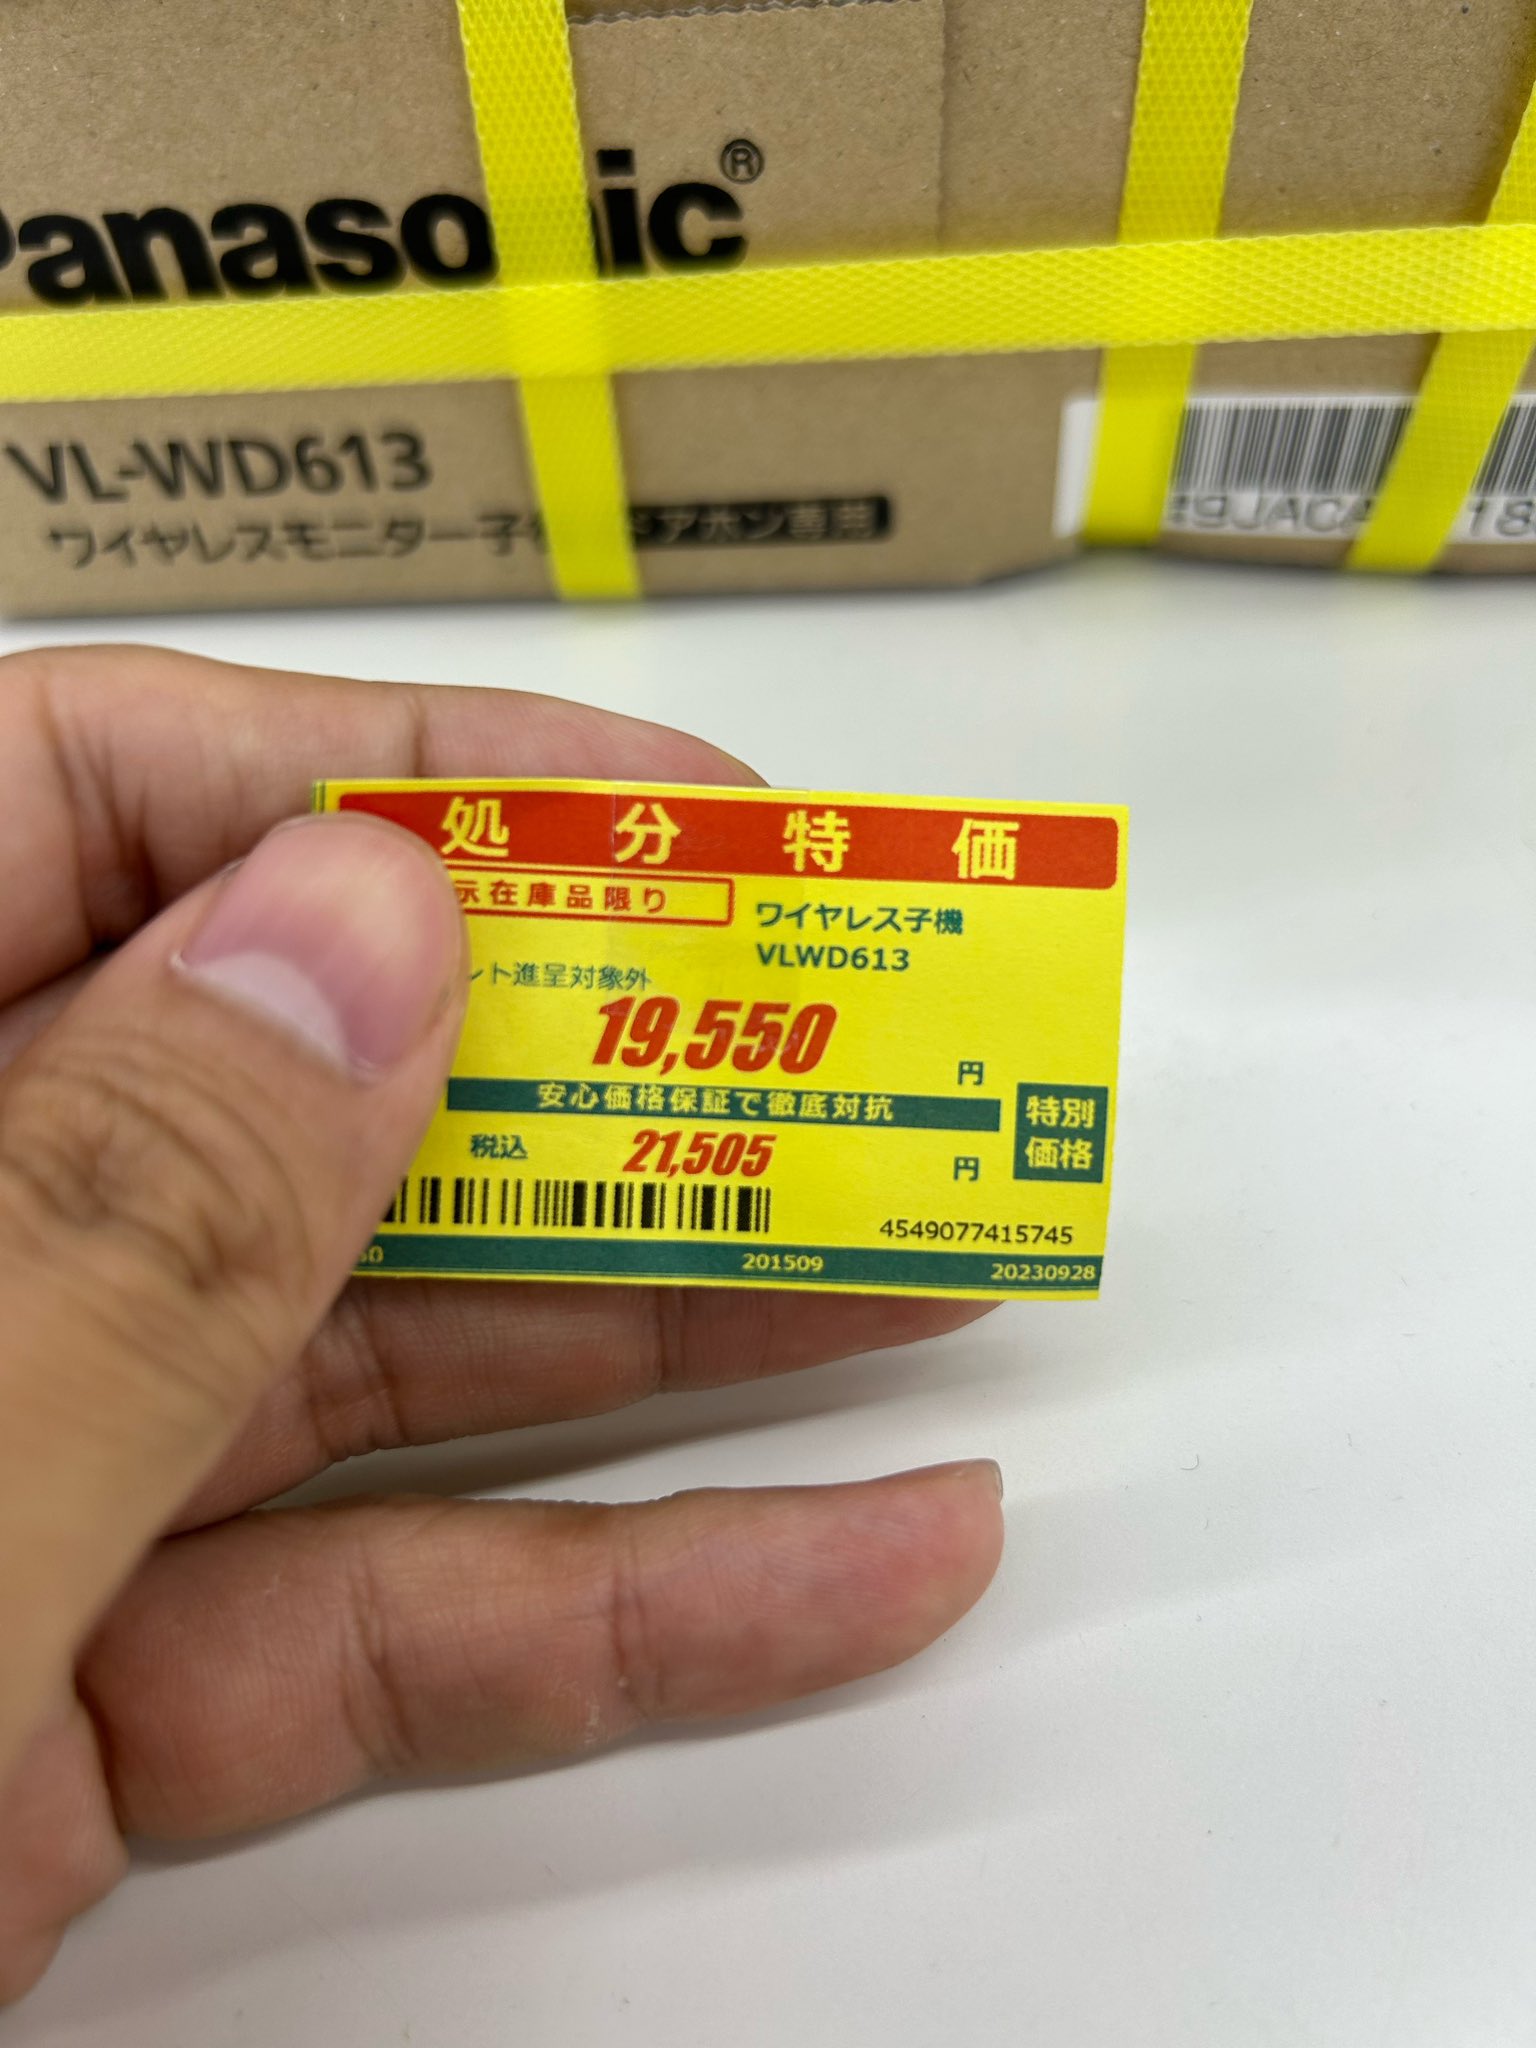 Panasonic®
VL-WD613
ワイヤレスモニター子 ドアホン専用
処分特価
示在庫品限り
ワイヤレス子機
VLWD613
ント進呈対象外
19,550
円
安心価格保証で徹底対抗
特別
価格
税込
21,505
円
4549077415745
201509
20230928